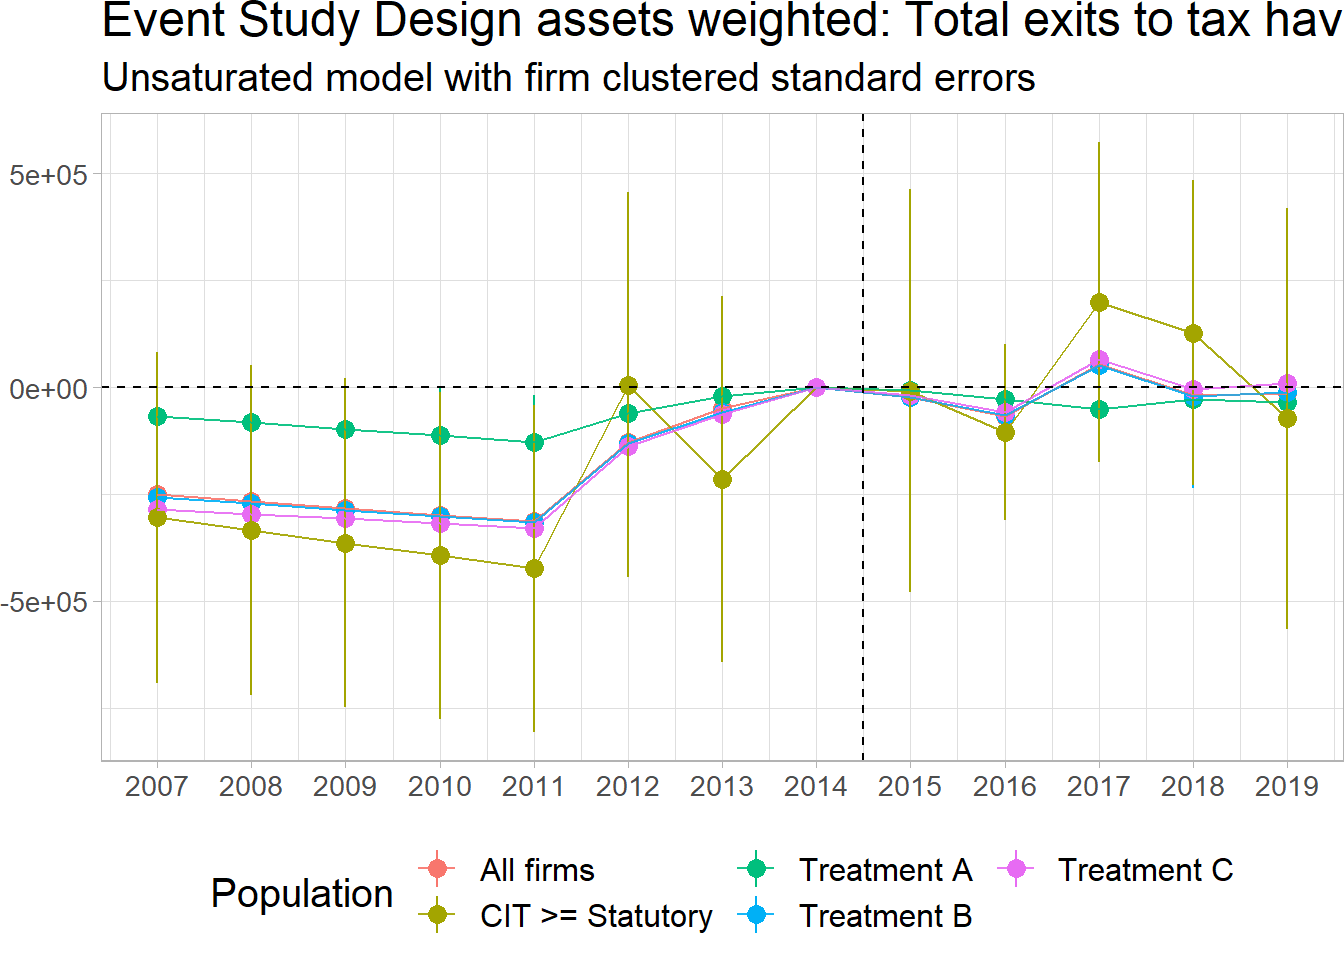 Event Study Design assets weighted: Total exits to tax hav
Unsaturated model with firm clustered standard errors
5e+05
0e+00
-5e+05
2007 2008 2009 2010 2011 2012 2013 2014 2015 2016 2017 2018 2019
Population
All firms
CIT >= Statutory
Treatment A
Treatment B
Treatment C